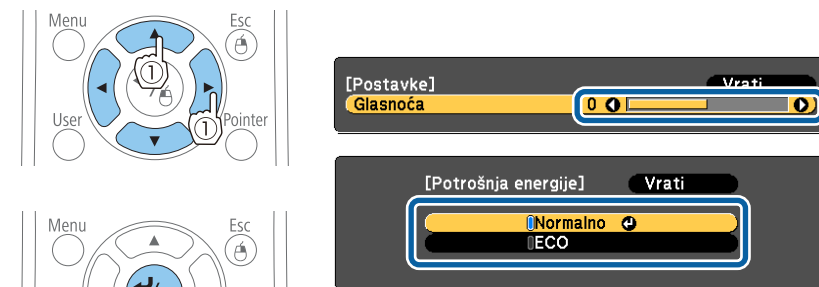 Menu
Esc
1
User
1
Pointer
[Postavke]
Vrati
Glasnoća
0
[Potrošnja energije]
Vrati
Normalno
ECO
Menu
Esc